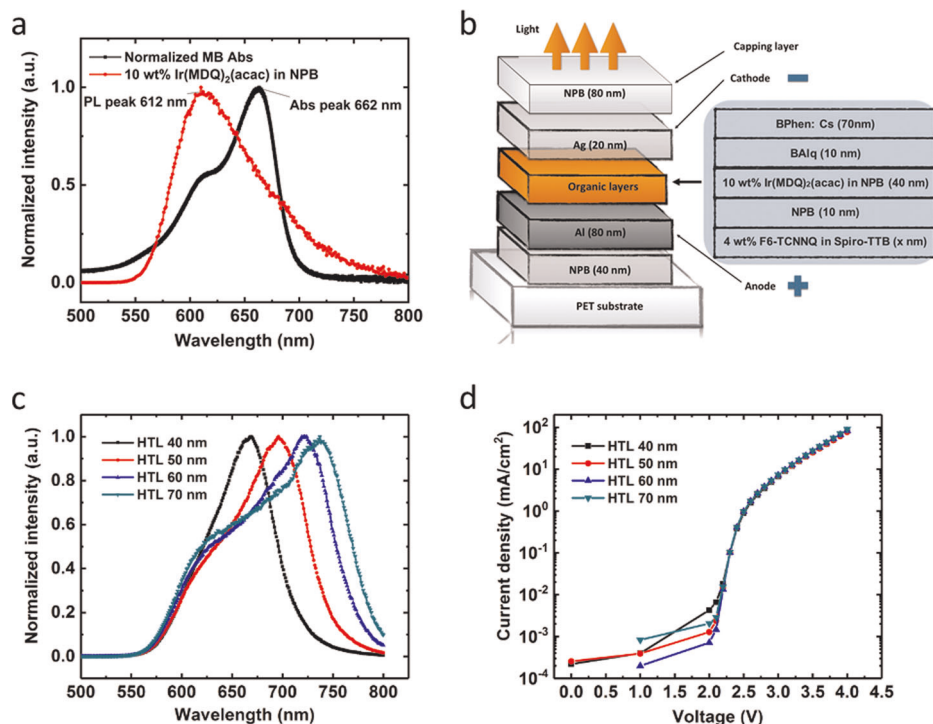 a
Normalized MB Abs
10 wt% Ir(MDQ)₂(acac) in NPB
PL peak 612 nm
Abs peak 662 nm
1.0
0.5
0.0
Normalized intensity (a.u.)
500 550 600 650 700 750 800
Wavelength (nm)
b
Light
Capping layer
NPB (80 nm)
Cathode
Ag (20 nm)
Organic layers
Al (80 nm)
NPB (40 nm)
Anode
PET substrate
BPhen: Cs (70nm)
BAlq (10 nm)
10 wt% Ir(MDQ)₂(acac) in NPB (40 nm)
NPB (10 nm)
4 wt% F6-TCNNQ in Spiro-TTB (x nm)
c
HTL 40 nm
HTL 50 nm
HTL 60 nm
HTL 70 nm
1.0
0.8
0.6
0.4
0.2
0.0
Normalized intensity (a.u.)
500 550 600 650 700 750 800
Wavelength (nm)
d
HTL 40 nm
HTL 50 nm
HTL 60 nm
HTL 70 nm
10²
10¹
10⁰
10⁻¹
10⁻²
10⁻³
10⁻⁴
Current density (mA/cm²)
0.0 0.5 1.0 1.5 2.0 2.5 3.0 3.5 4.0 4.5
Voltage (V)